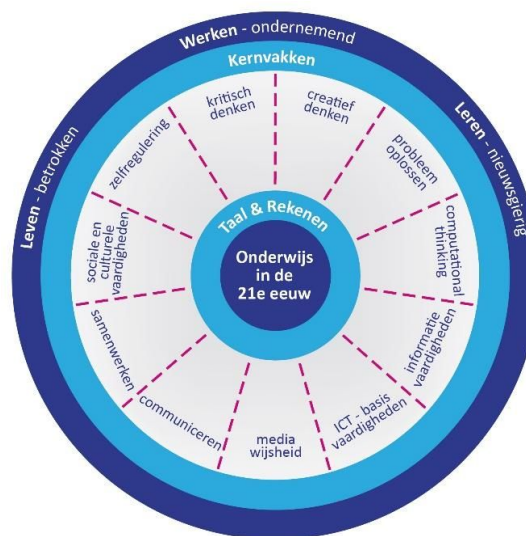 Werken - ondernemend
Kernvakken
Leven - betrokken
Leren - nieuwsgierig
kritisch
denken
creatief
denken
probleem
oplossen
computational
thinking
informatie
vaardigheden
ICT - basis
vaardigheden
media
wijsheid
communiceren
samenwerken
sociale en
culturele
vaardigheden
zelfregulering
Taal & Rekenen
Onderwijs
in de
21e eeuw